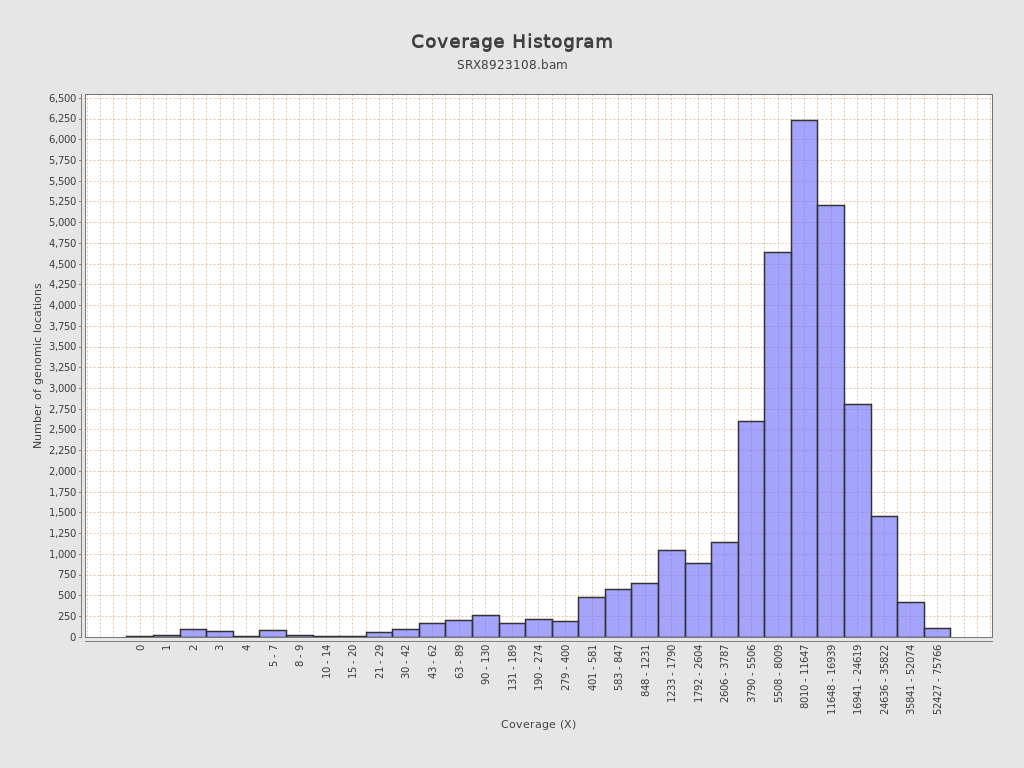 Coverage Histogram
SRX8923108.bam
Number of genomic locations
6,500
6,250
6,000
5,750
5,500
5,250
5,000
4,750
4,500
4,250
4,000
3,750
3,500
3,250
3,000
2,750
2,500
2,250
2,000
1,750
1,500
1,250
1,000
750
500
250
0
0
1
2
3
4
5 - 7
8 - 9
10 - 14
15 - 20
21 - 29
30 - 42
43 - 62
63 - 89
90 - 130
131 - 189
190 - 274
279 - 400
401 - 581
583 - 847
848 - 1231
1233 - 1790
1792 - 2604
2606 - 3787
3790 - 5506
5508 - 8009
8010 - 11647
11648 - 16939
16941 - 24619
24636 - 35822
35841 - 52074
52427 - 75766
Coverage (X)